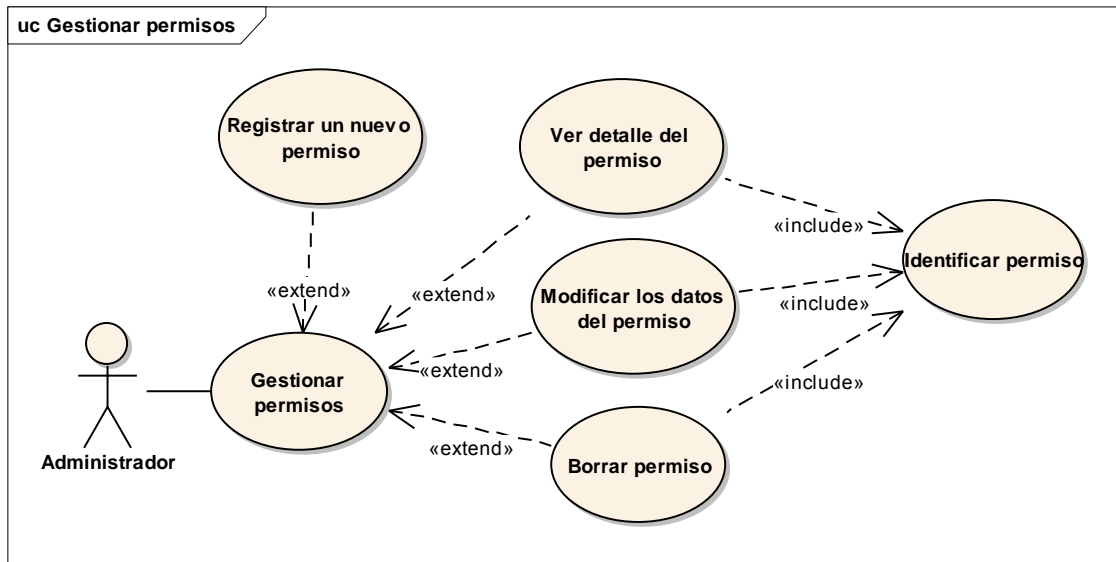 uc Gestionar permisos
Registrar un nuevo
permiso
Ver detalle del
permiso
«include»
Identificar permiso
«extend»
«extend»
Modificar los datos
del permiso
«include»
Gestionar
permisos
«extend»
«include»
Administrador
«extend»
Borrar permiso